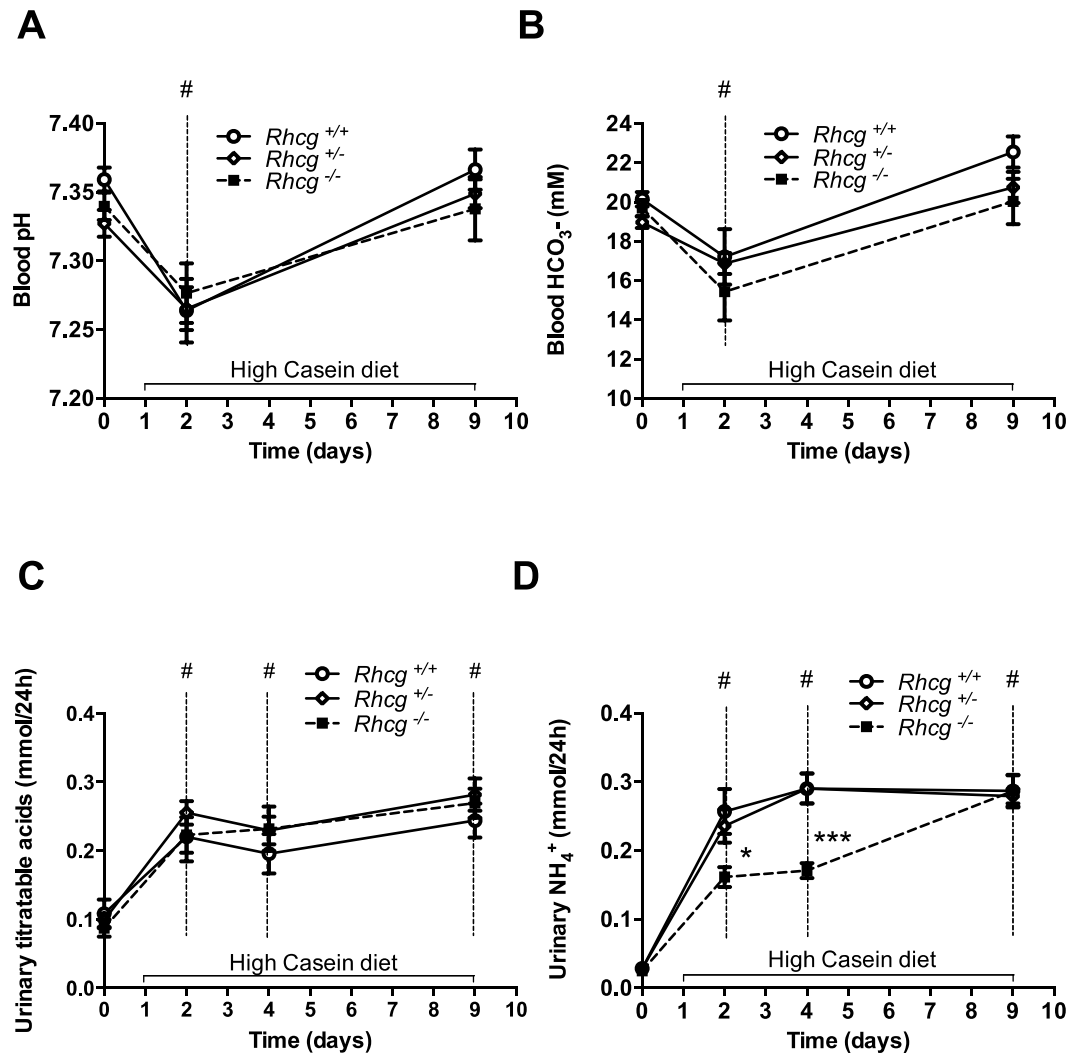 A
#
Blood pH
7.40
7.35
7.30
7.25
7.20
Rhcg +/+
Rhcg +/-
Rhcg -/-
High Casein diet
0 1 2 3 4 5 6 7 8 9 10
Time (days)
B
#
Blood HCO3- (mM)
24
22
20
18
16
14
12
10
Rhcg +/+
Rhcg +/-
Rhcg -/-
High Casein diet
0 1 2 3 4 5 6 7 8 9 10
Time (days)
C
# # #
Urinary titratable acids (mmol/24h)
0.4
0.3
0.2
0.1
0.0
Rhcg +/+
Rhcg +/-
Rhcg -/-
High Casein diet
0 1 2 3 4 5 6 7 8 9 10
Time (days)
D
# # #
Urinary NH4+ (mmol/24h)
0.4
0.3
0.2
0.1
0.0
Rhcg +/+
Rhcg +/-
Rhcg -/-
* ***
High Casein diet
0 1 2 3 4 5 6 7 8 9 10
Time (days)